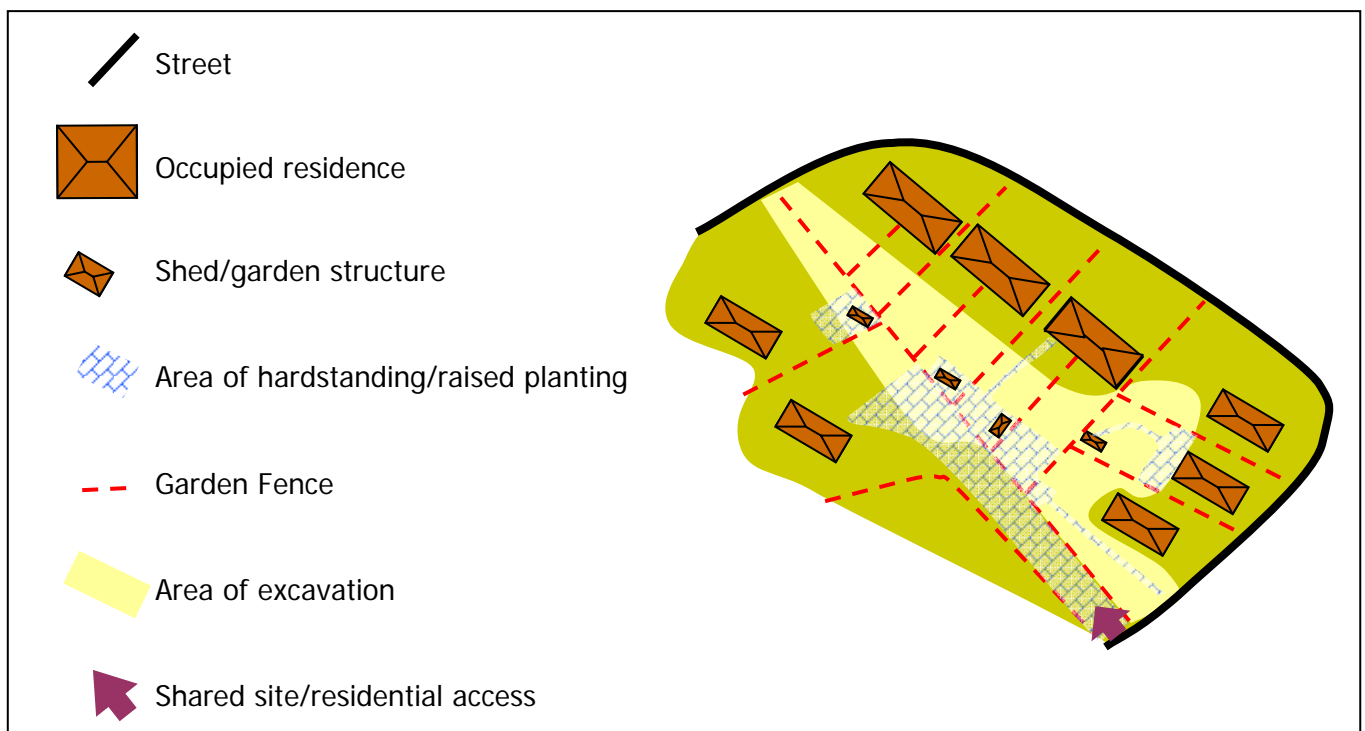 Street
Occupied residence
Shed/garden structure
Area of hardstanding/raised planting
Garden Fence
Area of excavation
Shared site/residential access